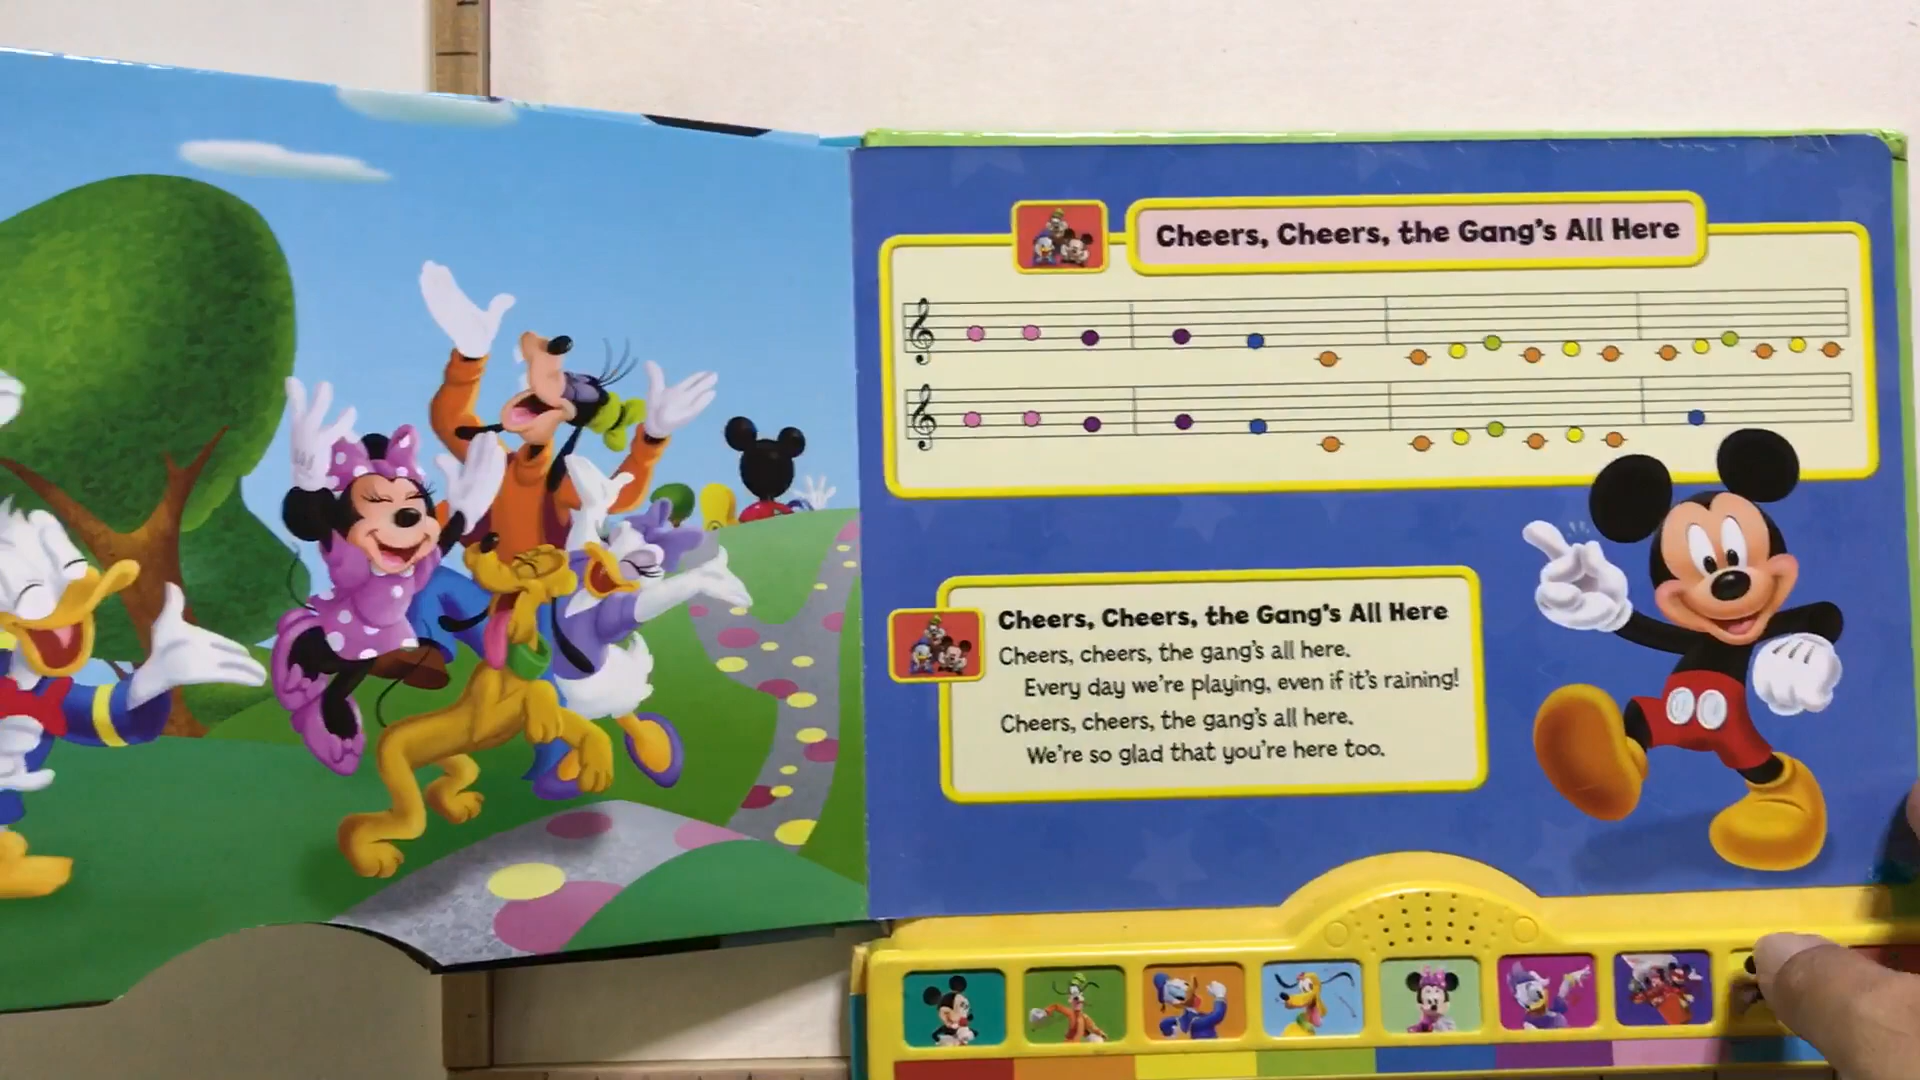 Cheers, Cheers, the Gang's All Here
Cheers, Cheers, the Gang's All Here
Cheers, cheers, the gang's all here.
Every day we're playing, even if it's raining!
Cheers, cheers, the gang's all here.
We're so glad that you're here too.